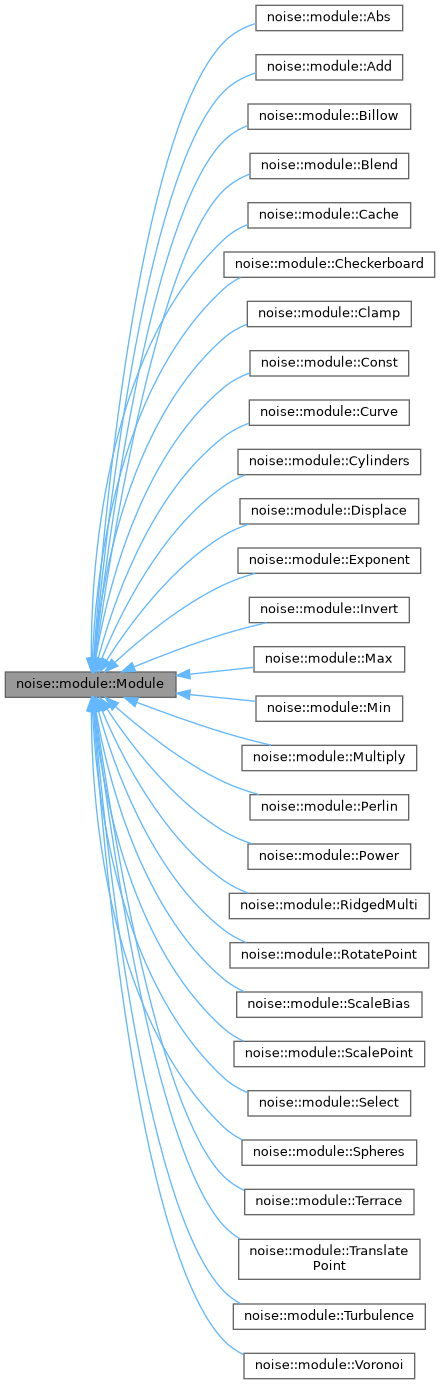 noise::module::Abs
noise::module::Add
noise::module::Billow
noise::module::Blend
noise::module::Cache
noise::module::Checkerboard
noise::module::Clamp
noise::module::Const
noise::module::Curve
noise::module::Cylinders
noise::module::Displace
noise::module::Exponent
noise::module::Invert
noise::module::Max
noise::module::Module
noise::module::Min
noise::module::Multiply
noise::module::Perlin
noise::module::Power
noise::module::RidgedMulti
noise::module::RotatePoint
noise::module::ScaleBias
noise::module::ScalePoint
noise::module::Select
noise::module::Spheres
noise::module::Terrace
noise::module::Translate
Point
noise::module::Turbulence
noise::module::Voronoi